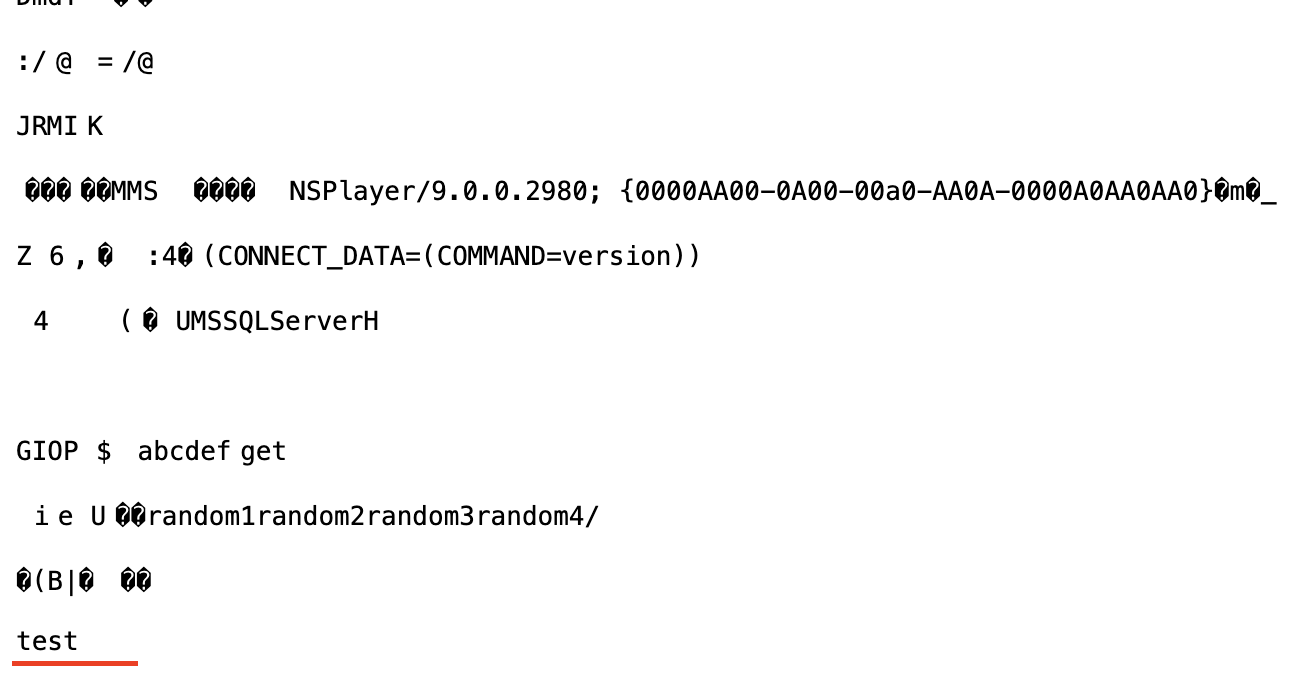 :/ @ = /@
JRMI K
��� ��MMS ���� NSPlayer/9.0.0.2980; {0000AA00-0A00-00a0-AA0A-0000A0AA0AA0}�m�_
Z 6 , � :4� (CONNECT_DATA=(COMMAND=version))
4 ( � UMSSQLServerH
GIOP $ abcdef get
i e U ��random1random2random3random4/
�(B|� ��
test